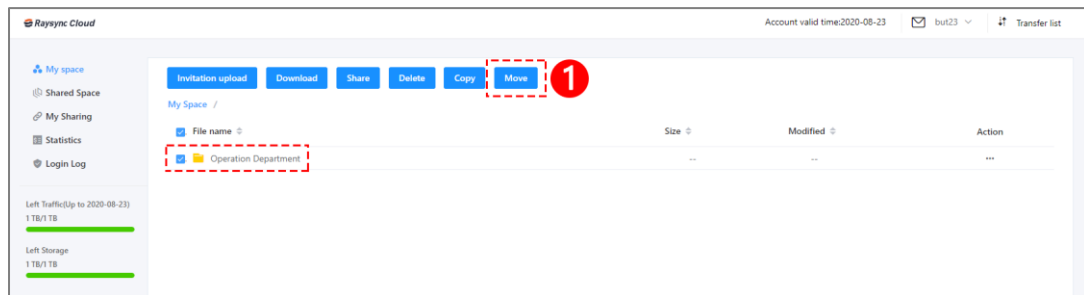 Raysync Cloud
Account valid time:2020-08-23
but23
Transfer list
My space
Shared Space
My Sharing
Statistics
Login Log
Left Traffic(Up to 2020-08-23)
1 TB/1 TB
Left Storage
1 TB/1 TB
Invitation upload Download Share Delete Copy Move 1
My Space /
File name Size Modified Action
Operation Department -- -- ...